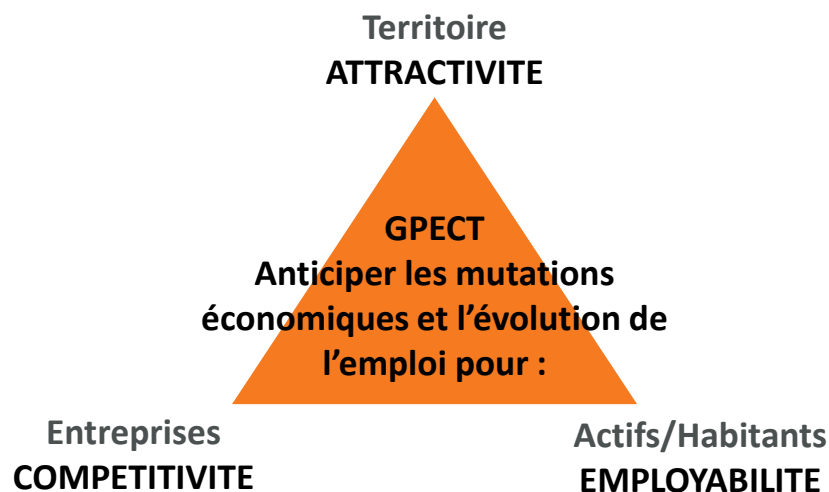 Territoire
ATTRACTIVITE
GPECT
Anticiper les mutations
économiques et l’évolution de
l’emploi pour :
Entreprises
COMPETITIVITE
Actifs/Habitants
EMPLOYABILITE